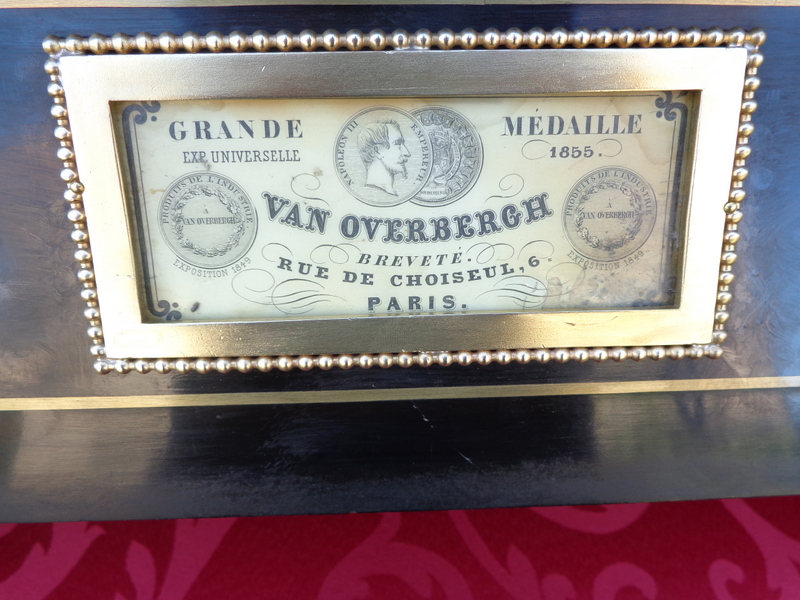 GRANDE MÉDAILLE
EXP. UNIVERSELLE 1855.
NAPOLEON III EMPEREUR
PRODUITS DE L'INDUSTRIE
A
VAN OVERBERGH
EXPOSITION 1849
PRODUITS DE L'INDUSTRIE
A
VAN OVERBERGH
EXPOSITION 1849
VAN OVERBERGH
BREVETÉ.
RUE DE CHOISEUL, 6.
PARIS.